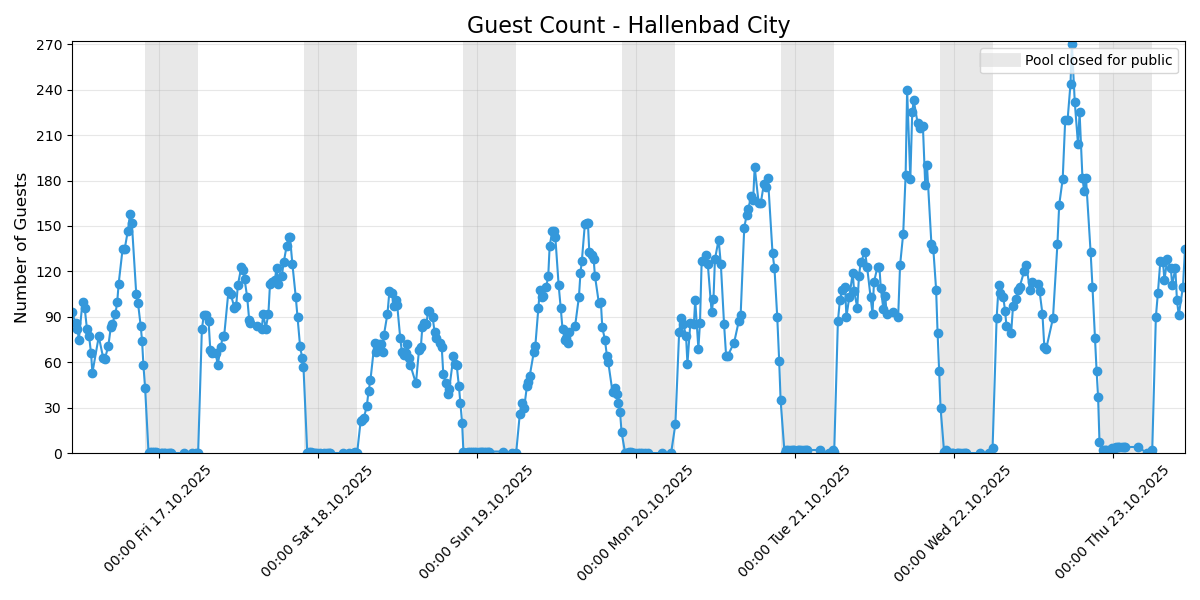 Guest Count - Hallenbad City
Pool closed for public
Number of Guests
270
240
210
180
150
120
90
60
30
0
00:00 Fri 17.10.2025
00:00 Sat 18.10.2025
00:00 Sun 19.10.2025
00:00 Mon 20.10.2025
00:00 Tue 21.10.2025
00:00 Wed 22.10.2025
00:00 Thu 23.10.2025